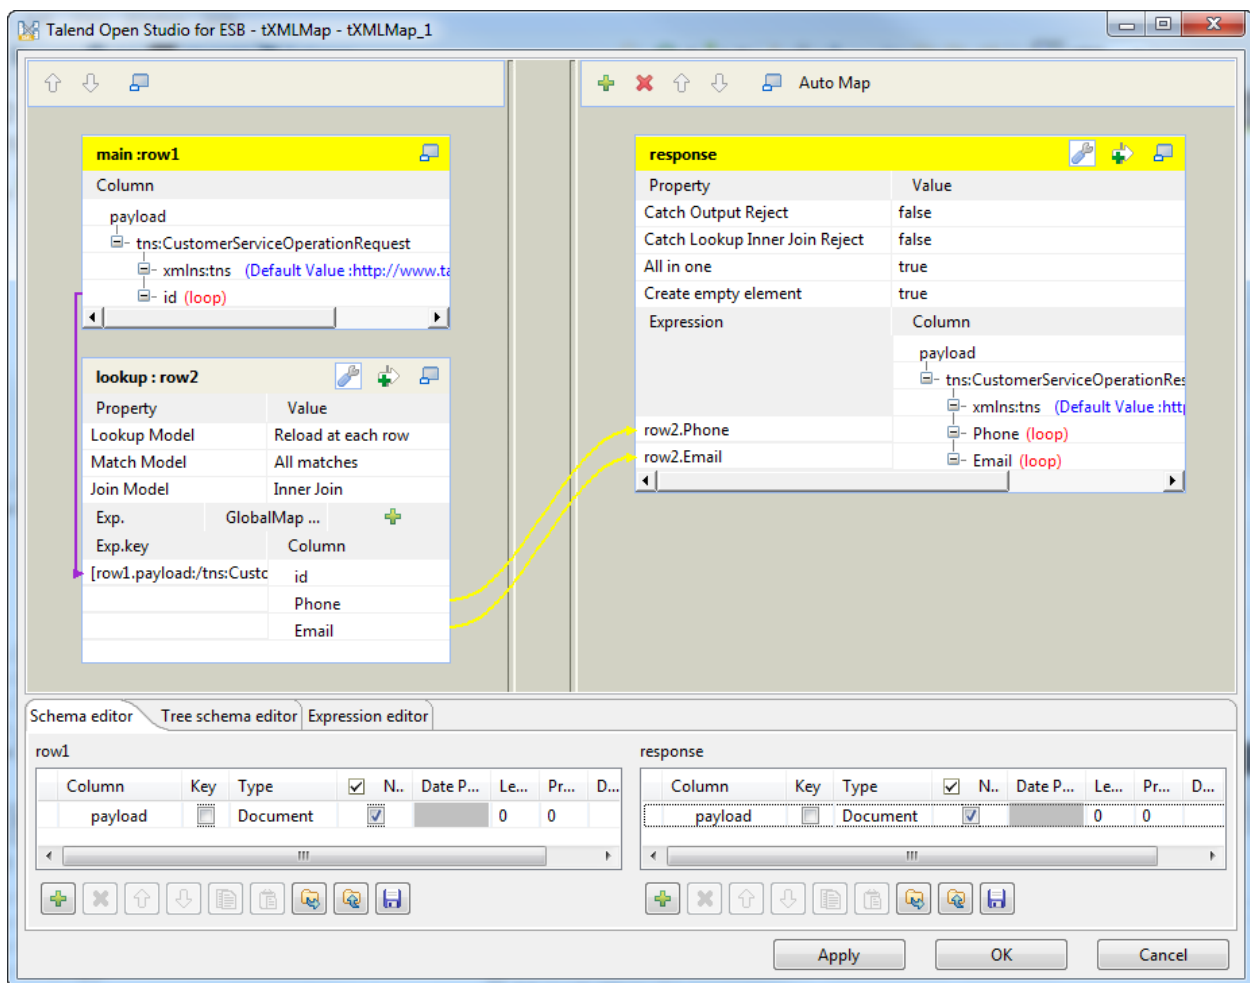 Talend Open Studio for ESB - tXMLMap - tXMLMap_1
Auto Map
main :row1
Column
payload
tns:CustomerServiceOperationRequest
xmlns:tns (Default Value :http://www.ta
id (loop)
lookup : row2
Property Value
Lookup Model Reload at each row
Match Model All matches
Join Model Inner Join
Exp. GlobalMap ...
Exp.key Column
[row1.payload:/tns:Custo id
Phone
Email
response
Property Value
Catch Output Reject false
Catch Lookup Inner Join Reject false
All in one true
Create empty element true
Expression Column
payload
tns:CustomerServiceOperationRes
xmlns:tns (Default Value :http
row2.Phone Phone (loop)
row2.Email Email (loop)
Schema editor Tree schema editor Expression editor
row1
Column Key Type N.. Date P... Le... Pr... D...
payload Document 0 0
response
Column Key Type N... Date P... Le... Pr... D...
payload Document 0 0
Apply OK Cancel